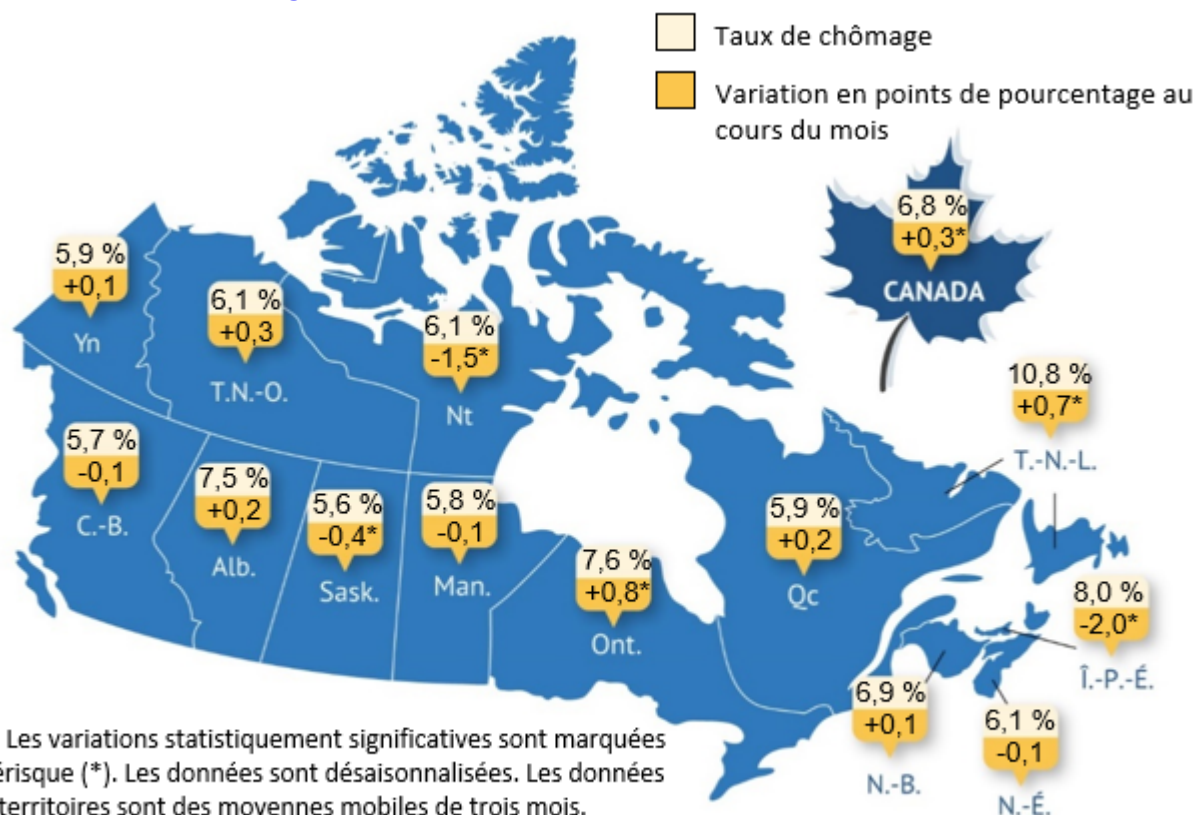 Taux de chômage
Variation en points de pourcentage au
cours du mois
6,8 %
+0,3*
CANADA
5,9 %
+0,1
Yn
6,1 %
+0,3
T.N.-O.
6,1 %
-1,5*
Nt
10,8 %
+0,7*
T.-N.-L.
5,7 %
-0,1
C.-B.
7,5 %
+0,2
Alb.
5,6 %
-0,4*
Sask.
5,8 %
-0,1
Man.
7,6 %
+0,8*
Ont.
5,9 %
+0,2
Qc
8,0 %
-2,0*
Î.-P.-É.
6,9 %
+0,1
N.-B.
6,1 %
-0,1
N.-É.
Les variations statistiquement significatives sont marquées
érisque (*). Les données sont désaisonnalisées. Les données
territoires sont des moyennes mobiles de trois mois.